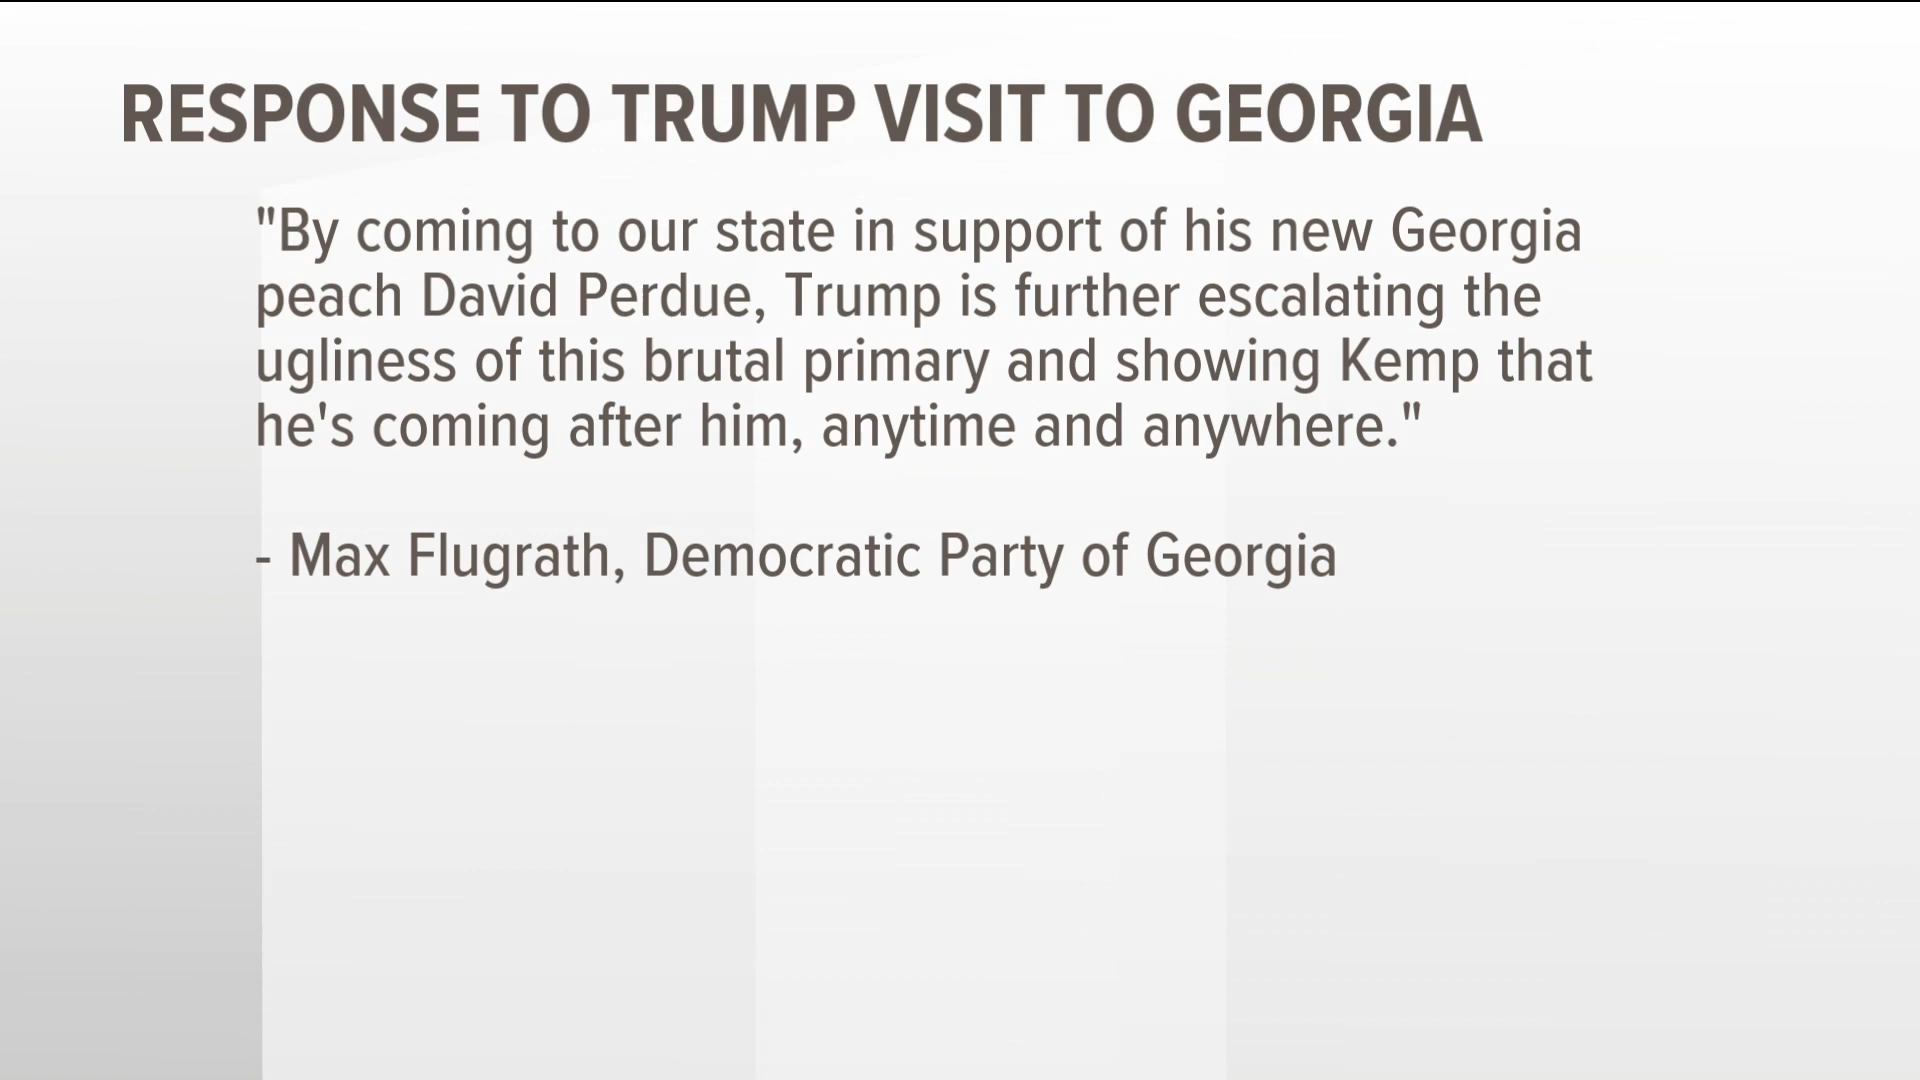 RESPONSE TO TRUMP VISIT TO GEORGIA
"By coming to our state in support of his new Georgia
peach David Perdue, Trump is further escalating the
ugliness of this brutal primary and showing Kemp that
he's coming after him, anytime and anywhere."
- Max Flugrath, Democratic Party of Georgia